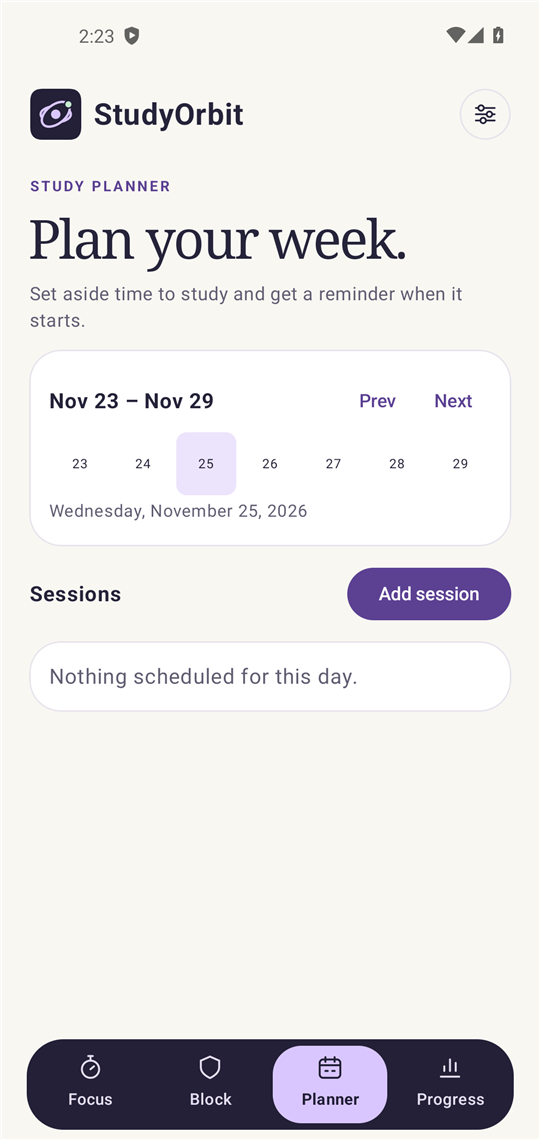 2:23
StudyOrbit
STUDY PLANNER
Plan your week.
Set aside time to study and get a reminder when it
starts.
Nov 23 – Nov 29
Prev
Next
23 24 25 26 27 28 29
Wednesday, November 25, 2026
Sessions
Add session
Nothing scheduled for this day.
Focus
Block
Planner
Progress